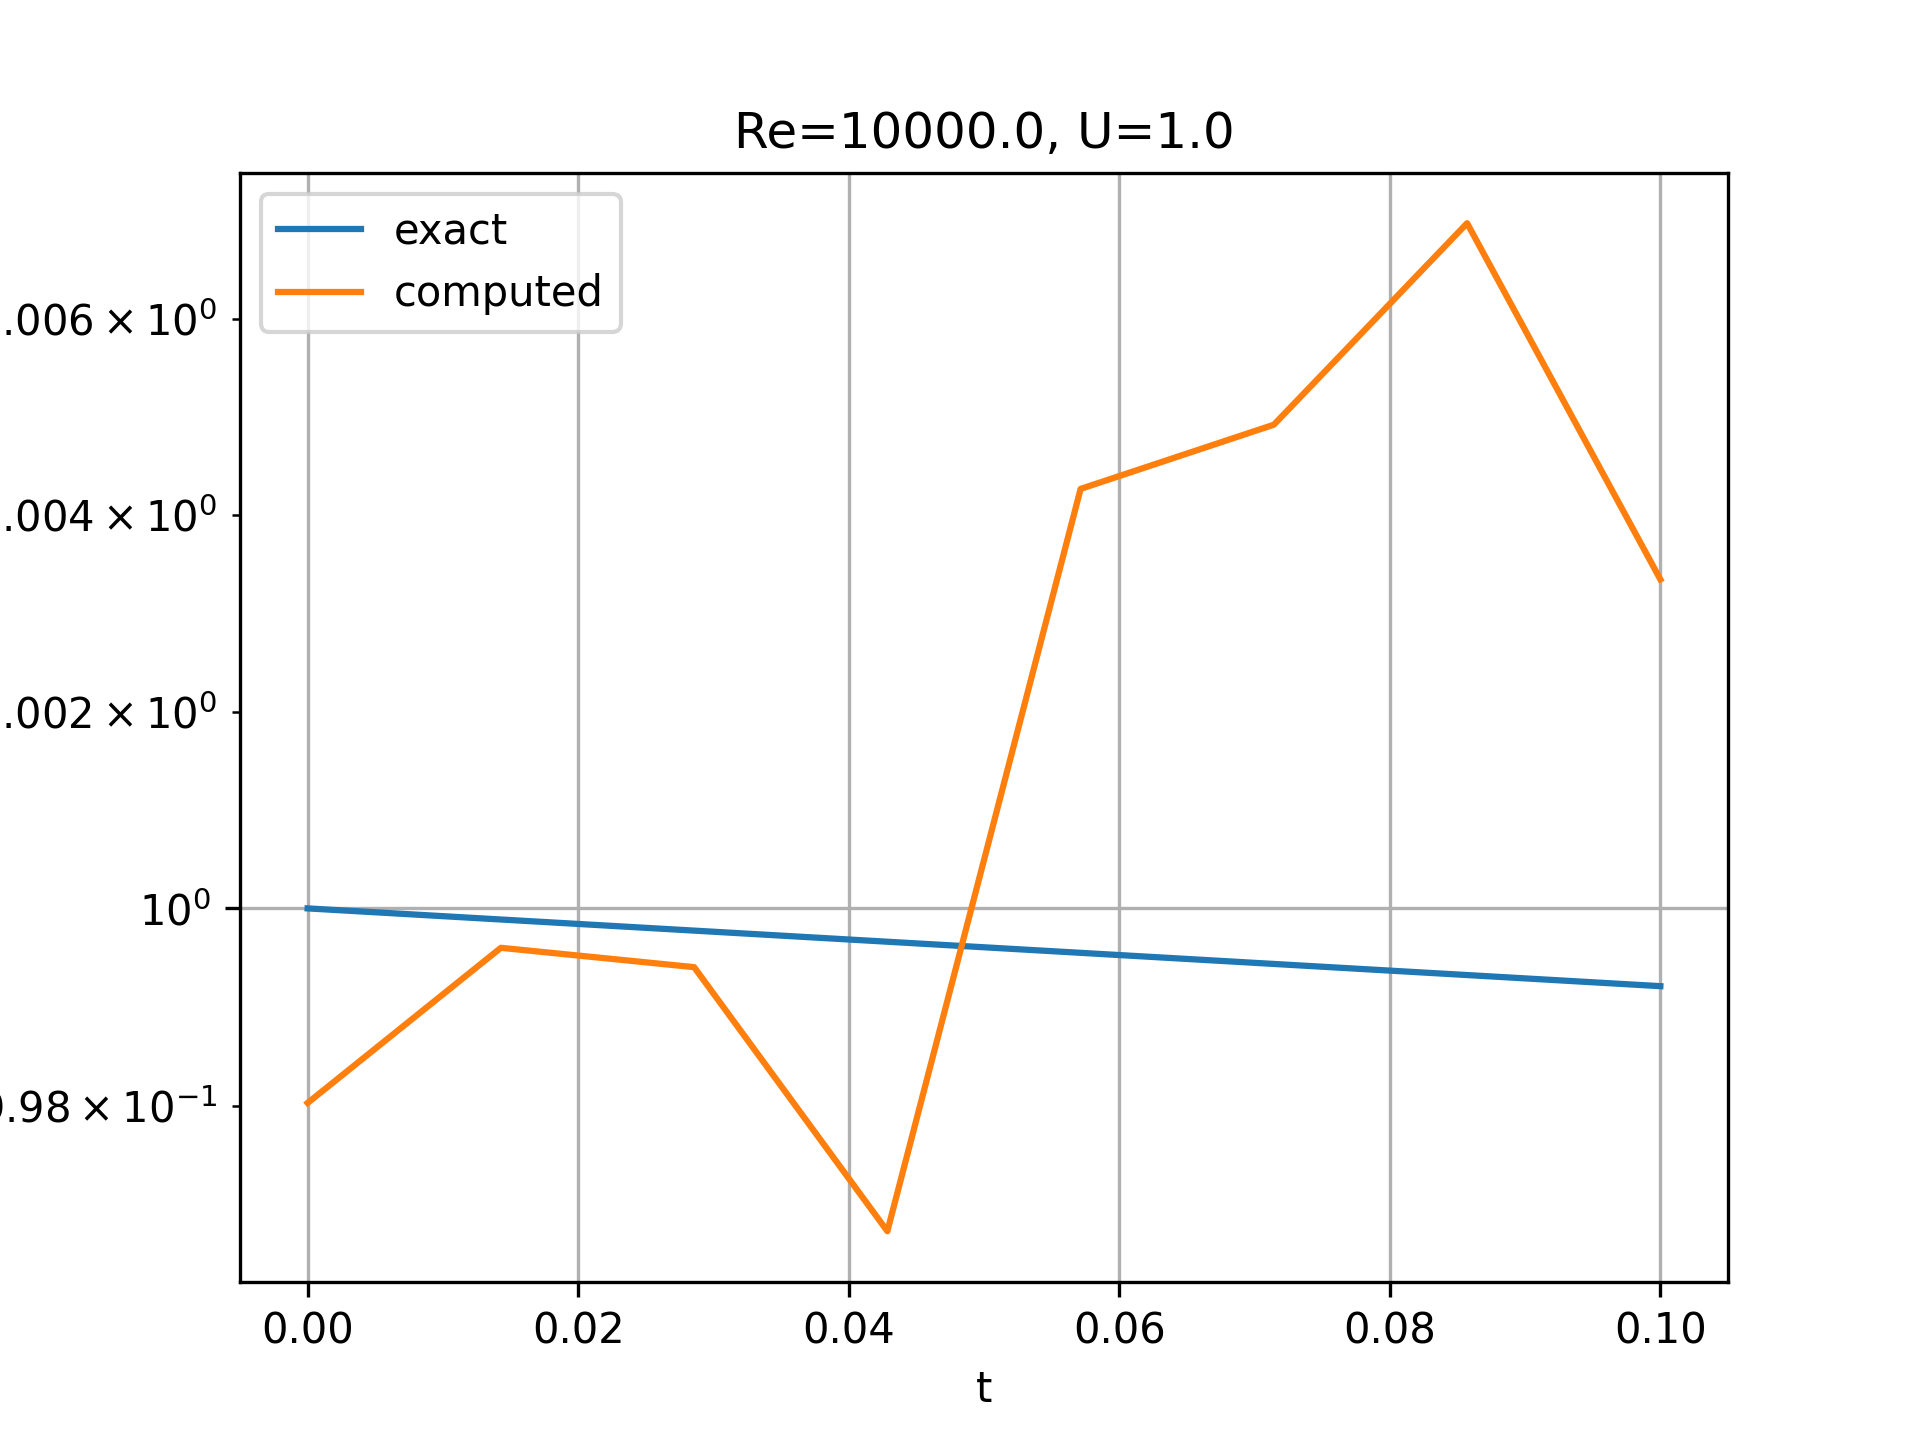 Re=10000.0, U=1.0
exact
computed
.006 × 10⁰
.004 × 10⁰
.002 × 10⁰
10⁰
.98 × 10⁻¹
0.00 0.02 0.04 0.06 0.08 0.10
t